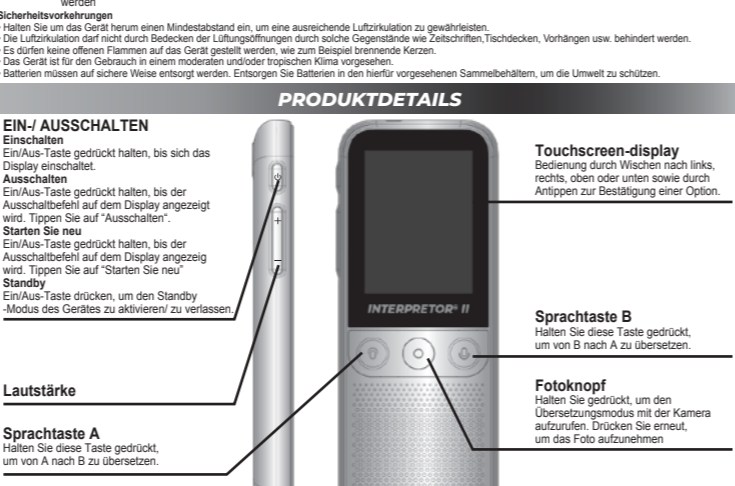 werden
Sicherheitsvorkehrungen
Halten Sie um das Gerät herum einen Mindestabstand ein, um eine ausreichende Luftzirkulation zu gewährleisten.
Die Luftzirkulation darf nicht durch Bedecken der Lüftungsöffnungen durch solche Gegenstände wie Zeitschriften,Tischdecken, Vorhängen usw. behindert werden.
Es dürfen keine offenen Flammen auf das Gerät gestellt werden, wie zum Beispiel brennende Kerzen.
Das Gerät ist für den Gebrauch in einem moderaten und/oder tropischen Klima vorgesehen.
Batterien müssen auf sichere Weise entsorgt werden. Entsorgen Sie Batterien in den hierfür vorgesehenen Sammelbehältern, um die Umwelt zu schützen.
PRODUKTDETAILS
EIN-/ AUSSCHALTEN
Einschalten
Ein/Aus-Taste gedrückt halten, bis sich das
Display einschaltet.
Ausschalten
Ein/Aus-Taste gedrückt halten, bis der
Ausschaltbefehl auf dem Display angezeigt
wird. Tippen Sie auf “Ausschalten“.
Starten Sie neu
Ein/Aus-Taste gedrückt halten, bis der
Ausschaltbefehl auf dem Display angezeig
wird. Tippen Sie auf “Starten Sie neu”
Standby
Ein/Aus-Taste drücken, um den Standby
-Modus des Gerätes zu aktivieren/ zu verlassen.
Lautstärke
Sprachtaste A
Halten Sie diese Taste gedrückt,
um von A nach B zu übersetzen.
+
–
INTERPRETOR® II
Touchscreen-display
Bedienung durch Wischen nach links,
rechts, oben oder unten sowie durch
Antippen zur Bestätigung einer Option.
Sprachtaste B
Halten Sie diese Taste gedrückt,
um von B nach A zu übersetzen.
Fotoknopf
Halten Sie gedrückt, um den
Übersetzungsmodus mit der Kamera
aufzurufen. Drücken Sie erneut,
um das Foto aufzunehmen